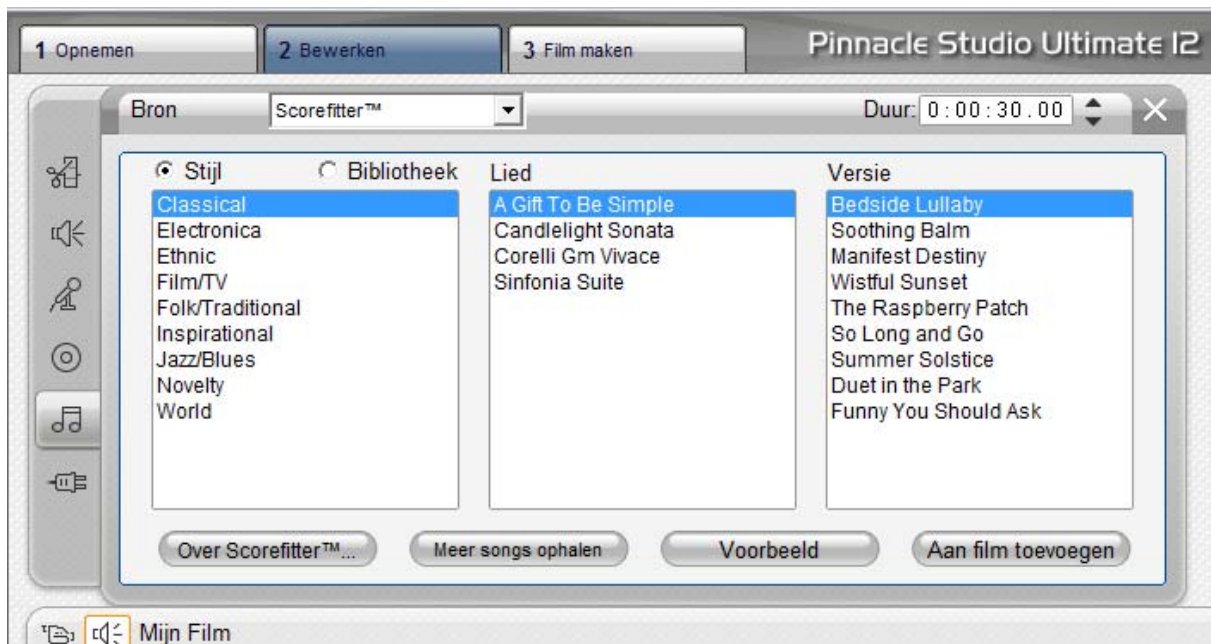 1 Opnemen
2 Bewerken
3 Film maken
Pinnacle Studio Ultimate 12
Bron
Scorefitter™
Duur: 0:00:30.00
Stijl
Bibliotheek
Classical
Electronica
Ethnic
Film/TV
Folk/Traditional
Inspirational
Jazz/Blues
Novelty
World
Lied
A Gift To Be Simple
Candlelight Sonata
Corelli Gm Vivace
Sinfonia Suite
Versie
Bedside Lullaby
Soothing Balm
Manifest Destiny
Wistful Sunset
The Raspberry Patch
So Long and Go
Summer Solstice
Duet in the Park
Funny You Should Ask
Over Scorefitter™...
Meer songs ophalen
Voorbeeld
Aan film toevoegen
Mijn Film